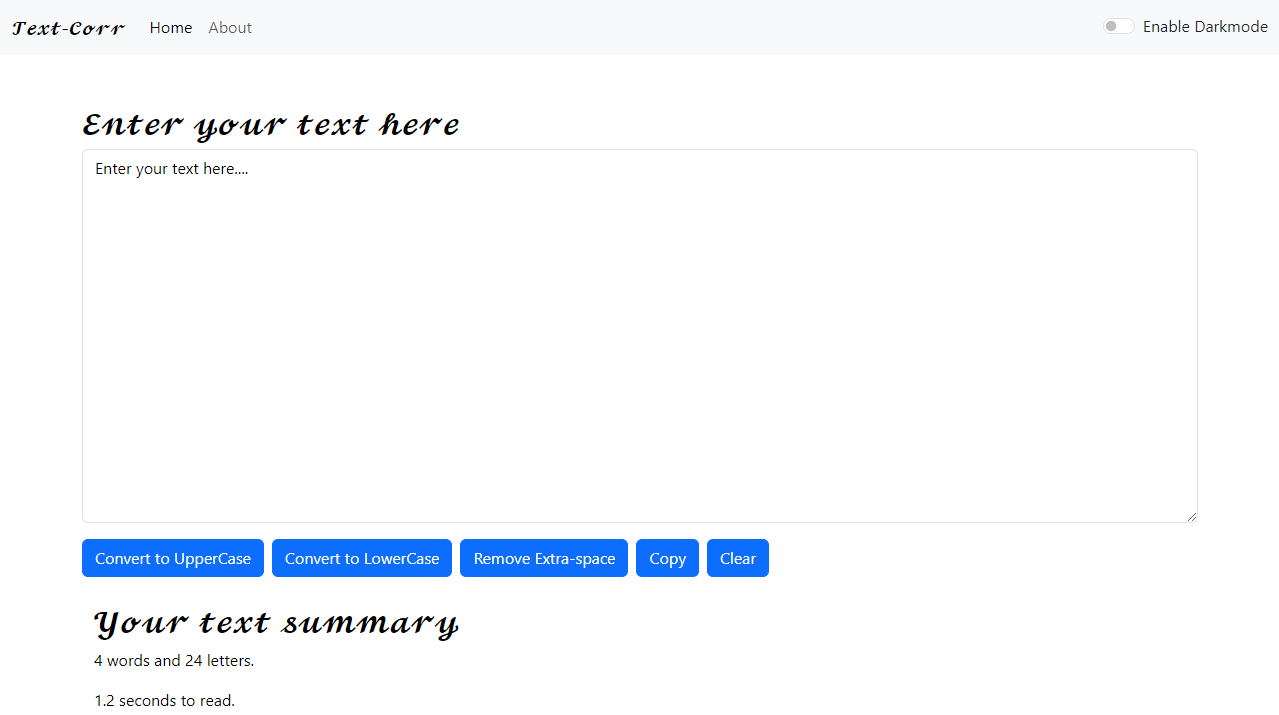 Text-Corr Home About Enable Darkmode
Enter your text here
Enter your text here....
Convert to UpperCase Convert to LowerCase Remove Extra-space Copy Clear
Your text summary
4 words and 24 letters.
1.2 seconds to read.